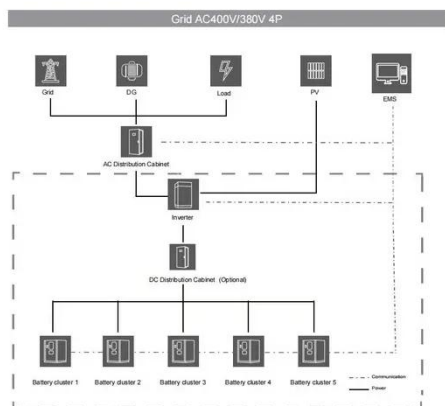 Grid AC400V/380V 4P
Grid DG Load PV EMS
AC Distribution Cabinet
Inverter
DC Distribution Cabinet (Optional)
Battery cluster 1 Battery cluster 2 Battery cluster 3 Battery cluster 4 Battery cluster 5
Communication
Power